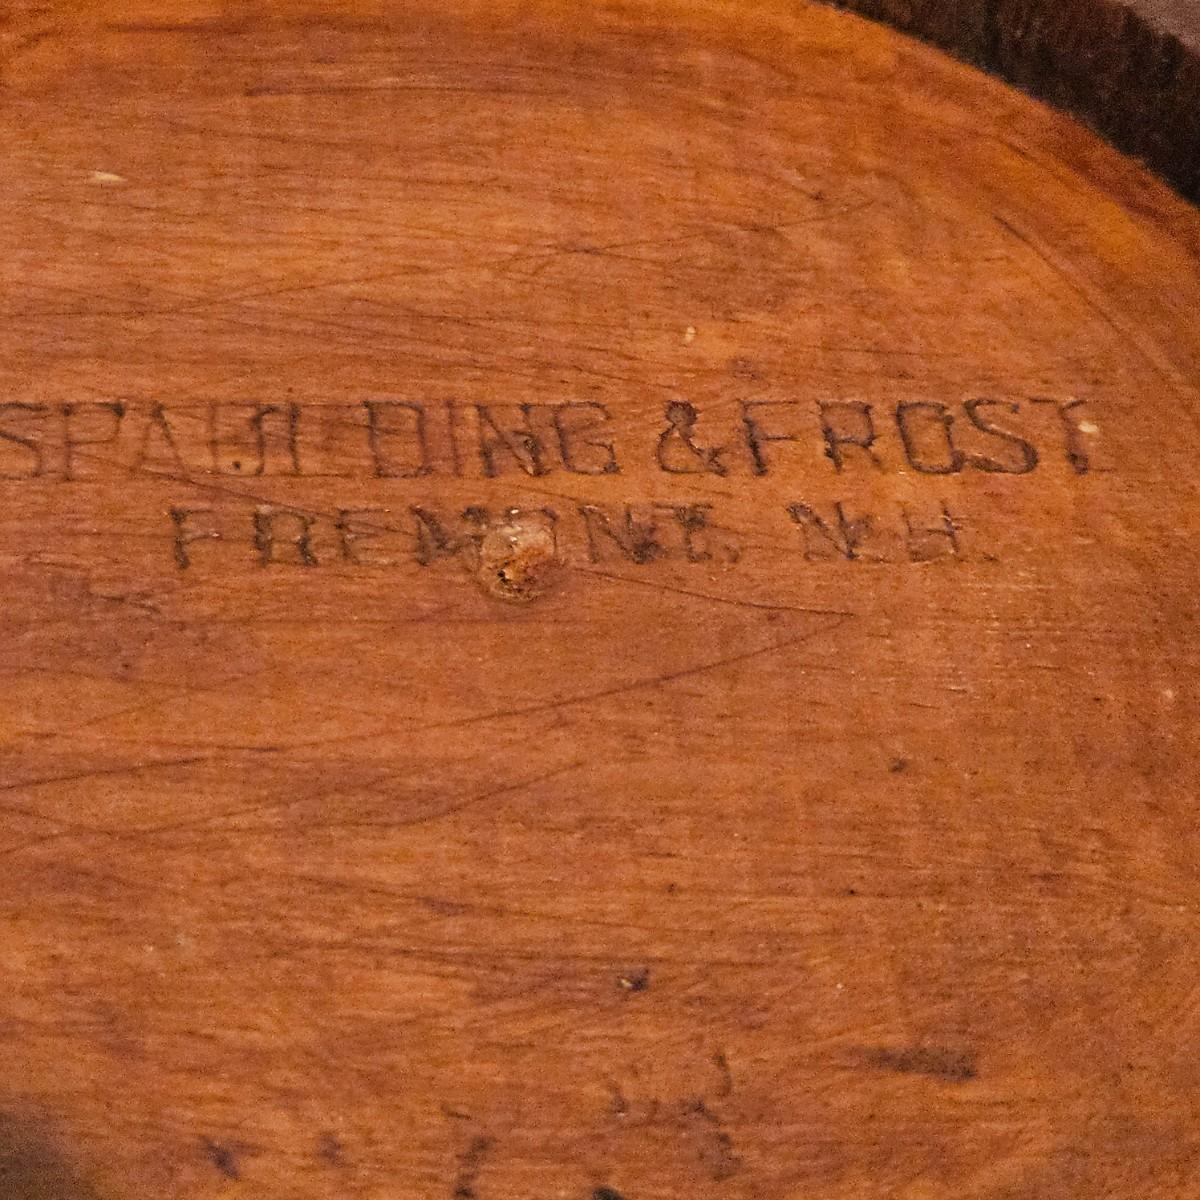 SPAULDING & FROST
FREMONT, N.H.